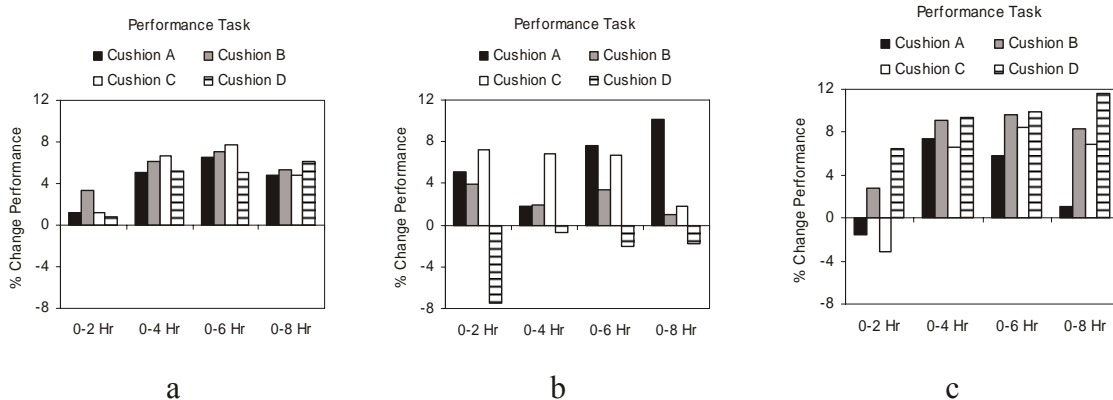 Performance Task
Cushion A Cushion B
Cushion C Cushion D
% Change Performance
12
8
4
0
-4
-8
0-2 Hr 0-4 Hr 0-6 Hr 0-8 Hr
a
Performance Task
Cushion A Cushion B
Cushion C Cushion D
% Change Performance
12
8
4
0
-4
-8
0-2 Hr 0-4 Hr 0-6 Hr 0-8 Hr
b
Performance Task
Cushion A Cushion B
Cushion C Cushion D
% Change Performance
12
8
4
0
-4
-8
0-2 Hr 0-4 Hr 0-6 Hr 0-8 Hr
c